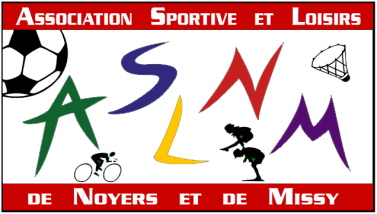 Association Sportive et Loisirs
ASLNM
de Noyers et de Missy